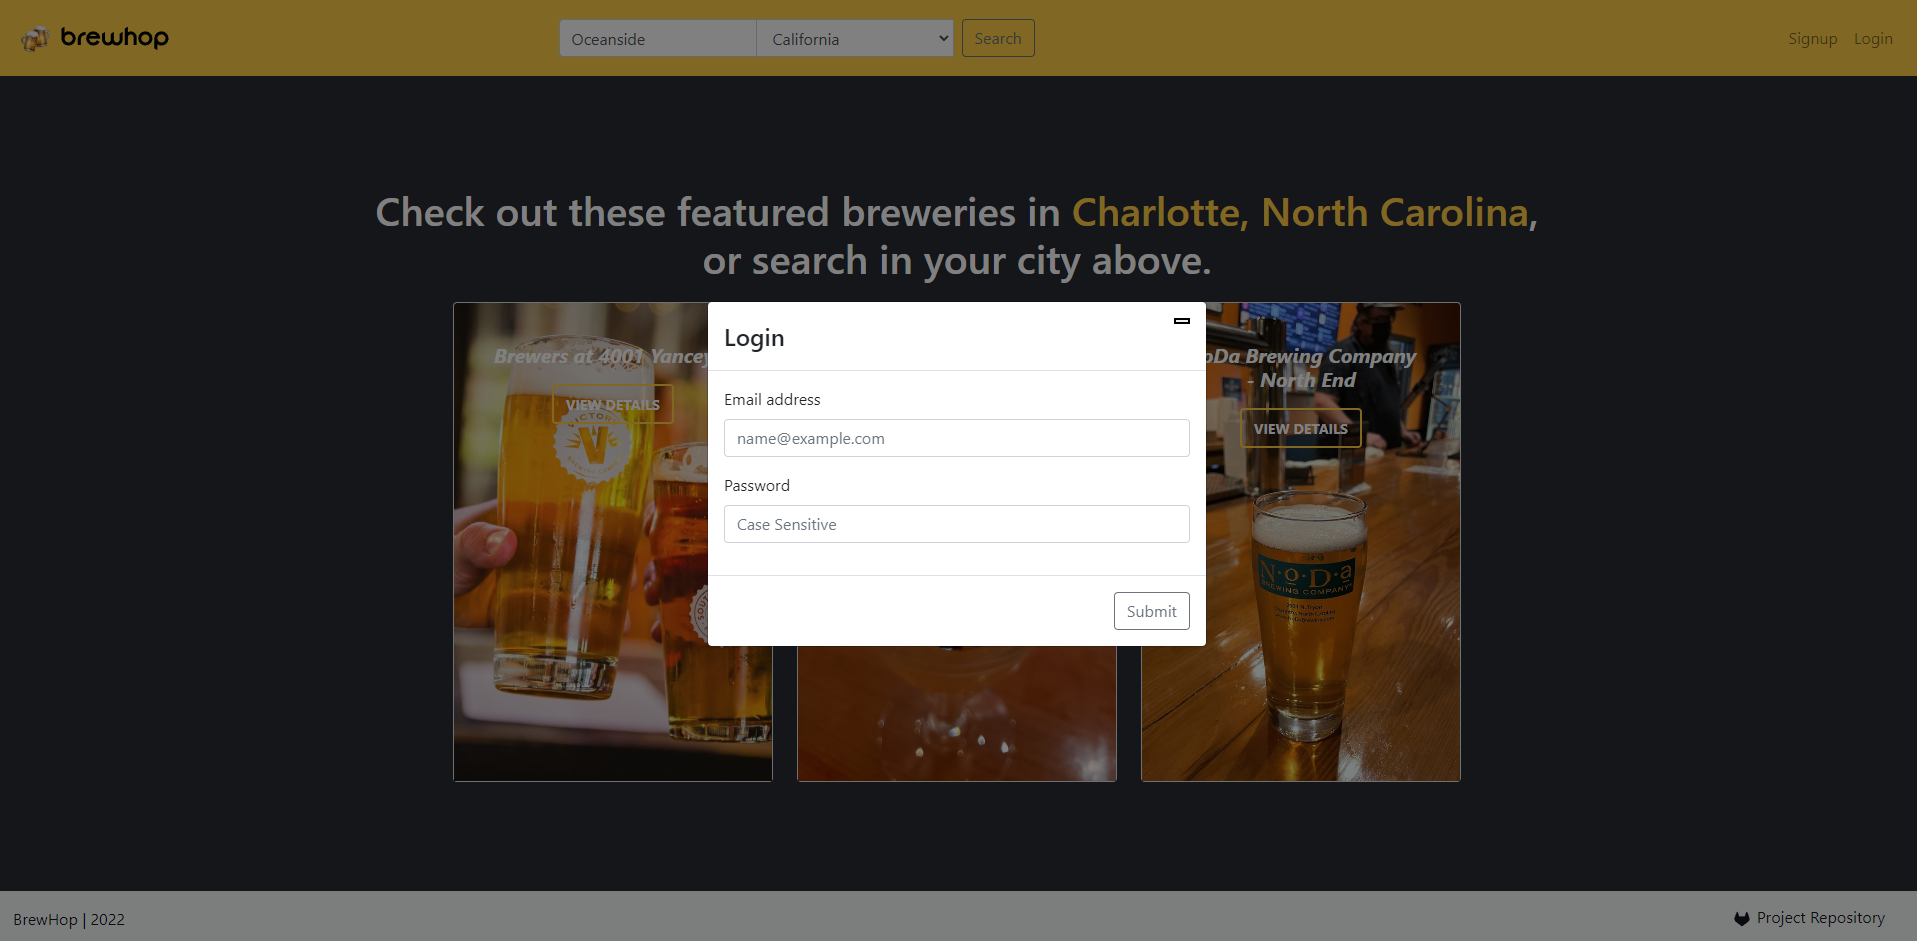 brewhop
Oceanside
California
Search
Signup
Login
Check out these featured breweries in Charlotte, North Carolina,
or search in your city above.
Brewers at 4001 Yancey
VIEW DETAILS
V
oDa Brewing Company
- North End
VIEW DETAILS
N·o·D·a
BREWING COMPANY
Login
Email address
name@example.com
Password
Case Sensitive
Submit
BrewHop | 2022
Project Repository